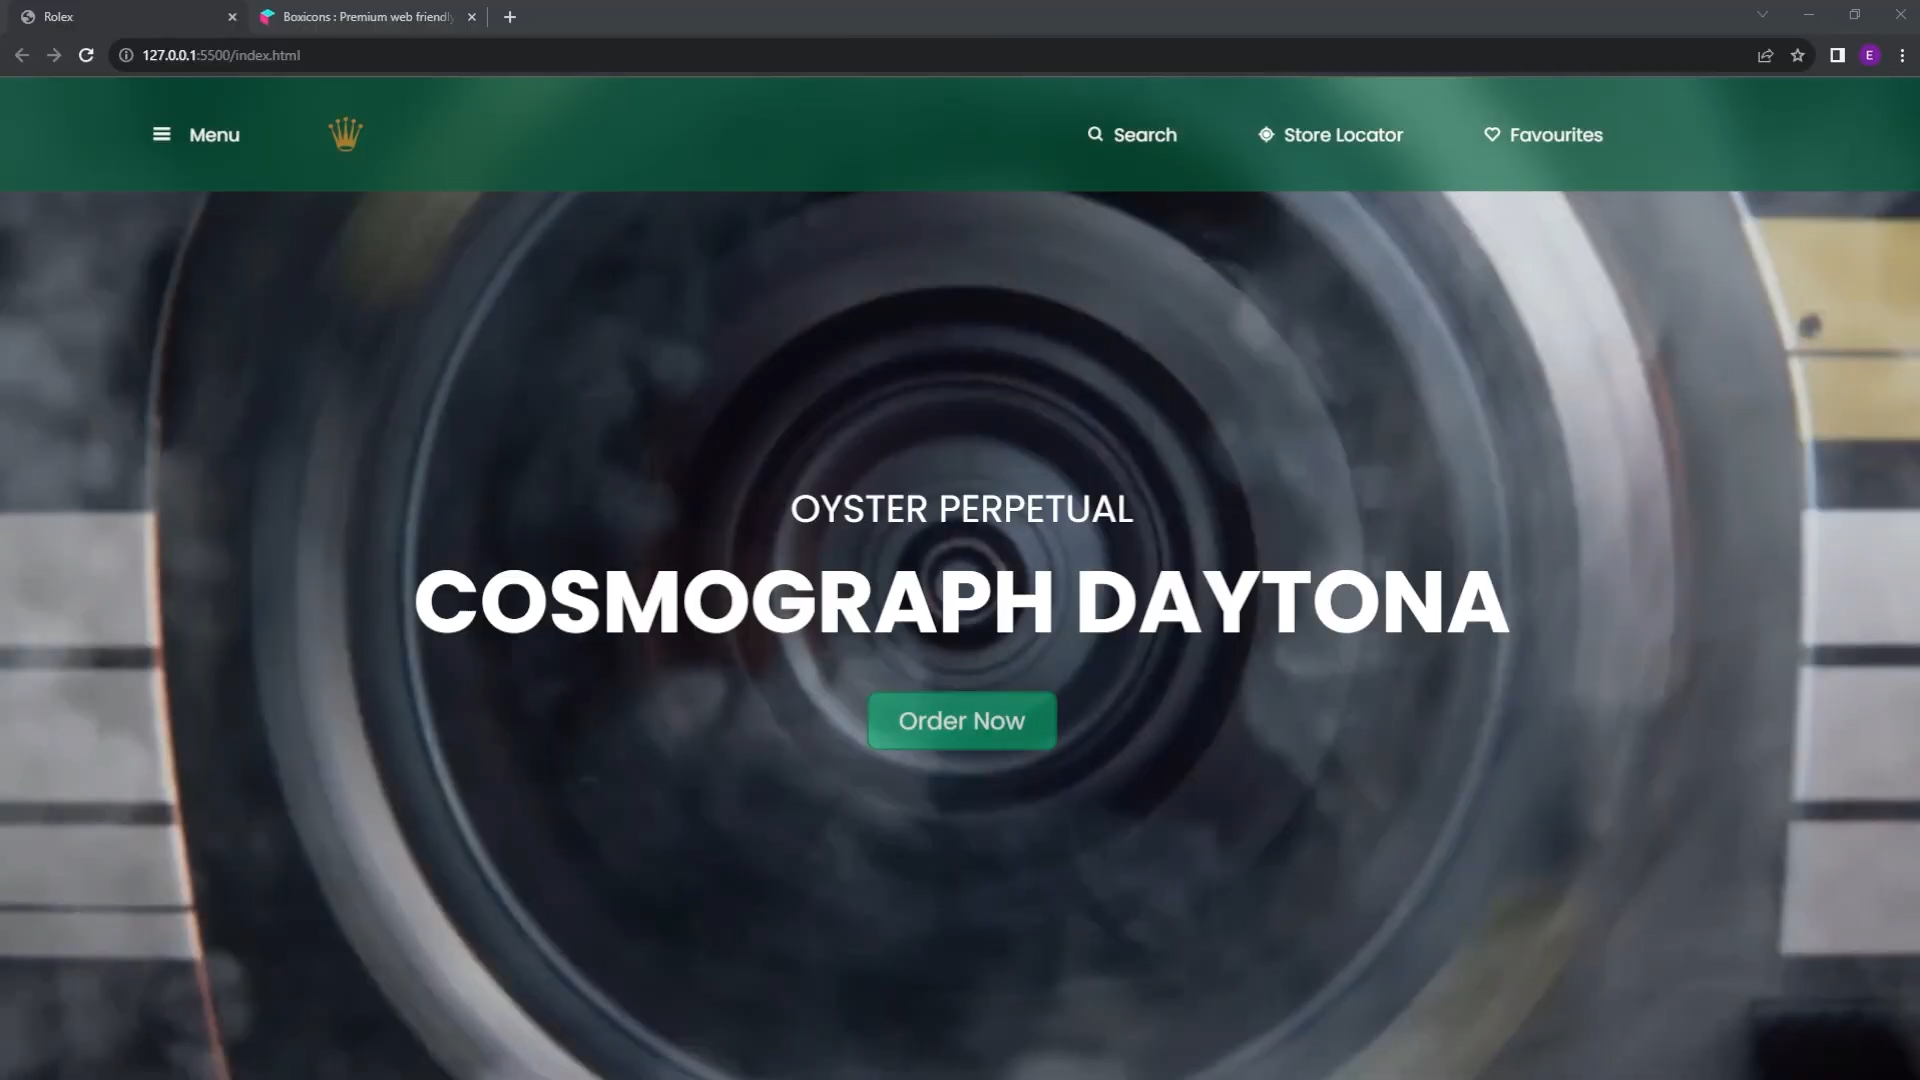 Rolex
Boxicons : Premium web friendly
127.0.0.1:5500/index.html
E
Menu
Search
Store Locator
Favourites
OYSTER PERPETUAL
COSMOGRAPH DAYTONA
Order Now